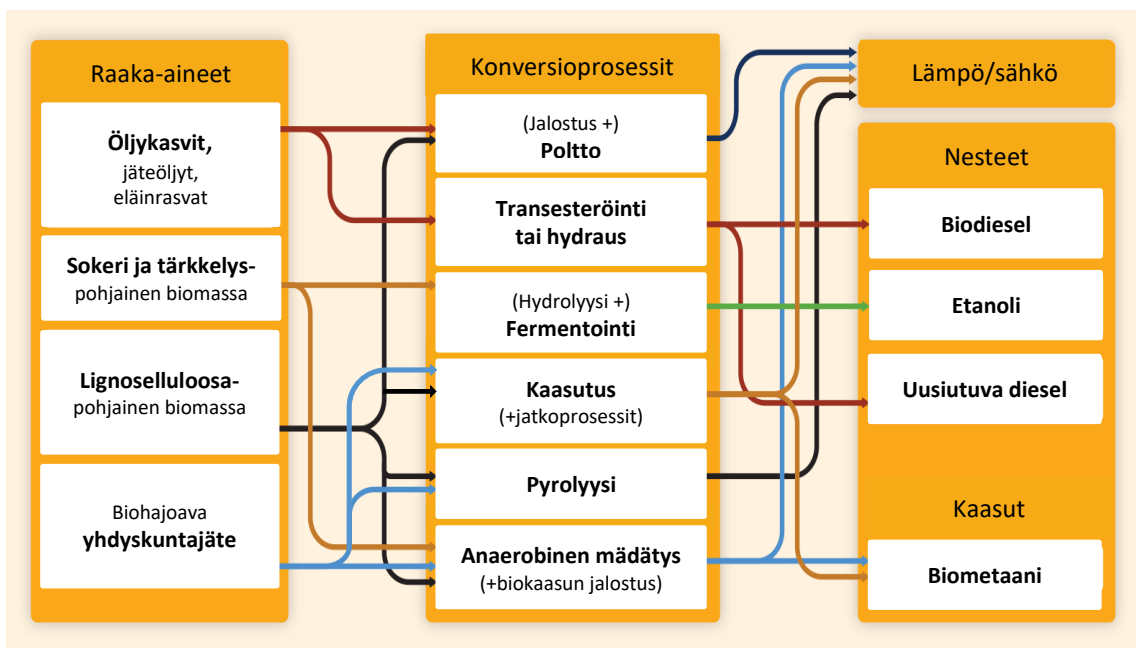 Raaka-aineet
Öljykasvit,
jäteöljyt,
eläinrasvat
Sokeri ja tärkkelys-
pohjainen biomassa
Lignoselluloosa-
pohjainen biomassa
Biohajoava
yhdyskuntajäte
Konversioprosessit
(Jalostus +)
Poltto
Transesteröinti
tai hydraus
(Hydrolyysi +)
Fermentointi
Kaasutus
(+jatkoprosessit)
Pyrolyysi
Anaerobinen mädätys
(+biokaasun jalostus)
Lämpö/sähkö
Nesteet
Biodiesel
Etanoli
Uusiutuva diesel
Kaasut
Biometaani